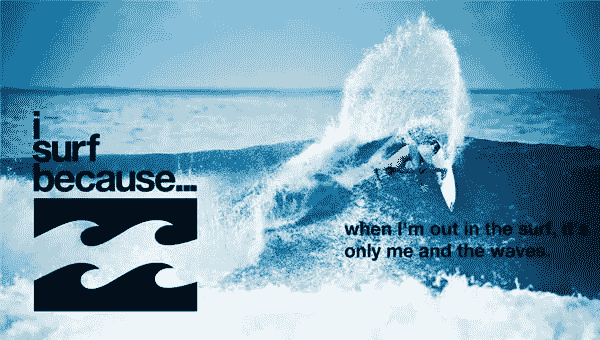 i
surf
because...
when I'm out in the surf, it's
only me and the waves.